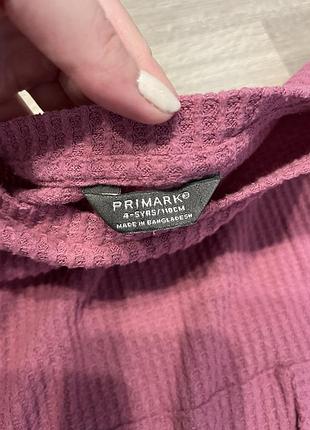 PRIMARK®
4-5YRS/110CM
MADE IN BANGLADESH